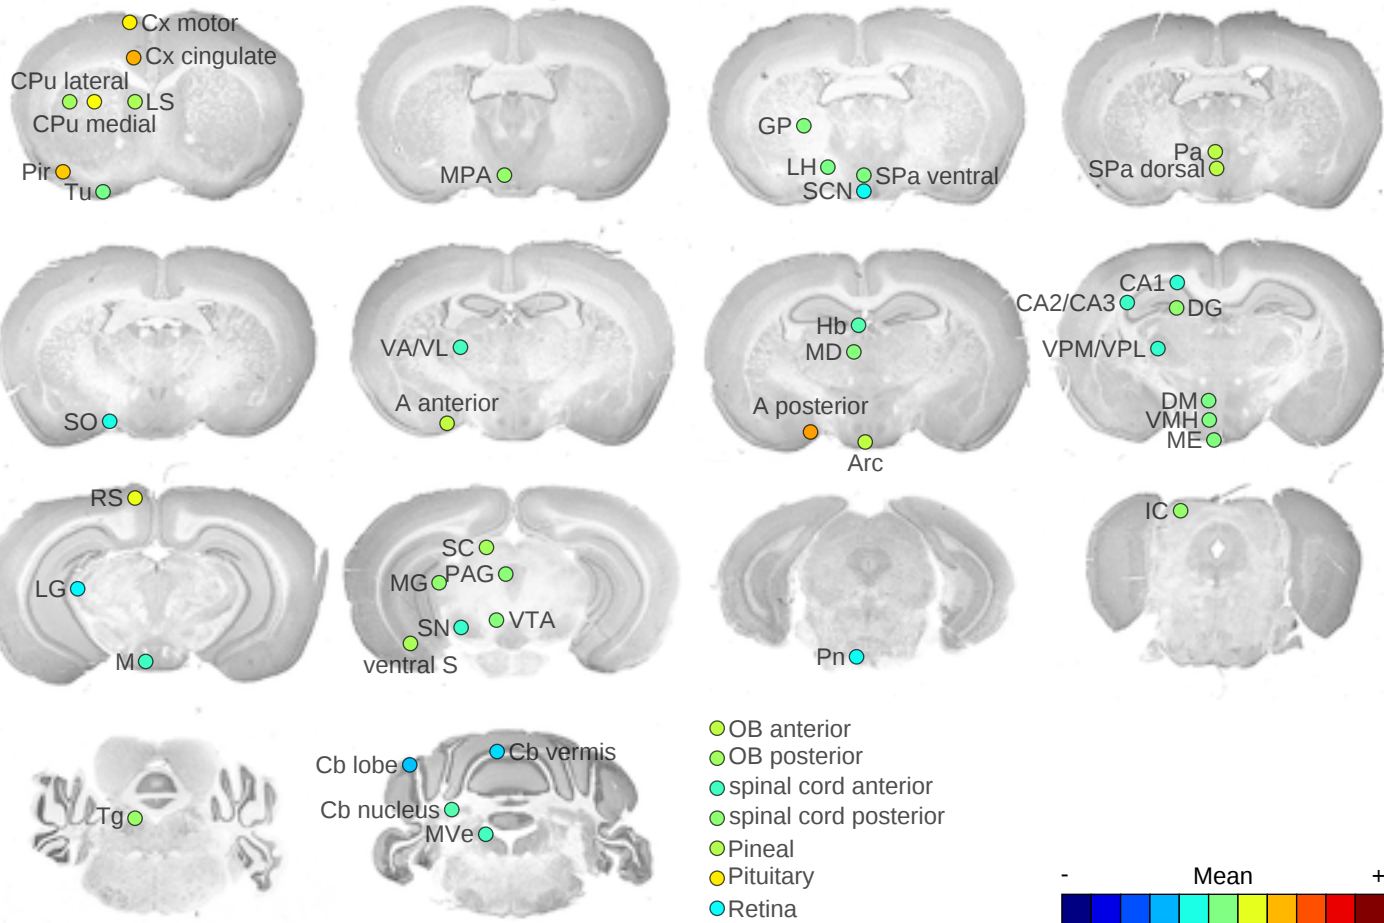 Cx motor
Cx cingulate
CPu lateral
LS
CPu medial
Pir
Tu
MPA
GP
LH
SPa ventral
SCN
Pa
SPa dorsal
SO
VA/VL
A anterior
Hb
MD
A posterior
Arc
CA1
CA2/CA3
DG
VPM/VPL
DM
VMH
ME
RS
LG
M
SC
MG
PAG
SN
VTA
ventral S
Pn
IC
Tg
Cb lobe
Cb vermis
Cb nucleus
MVe
OB anterior
OB posterior
spinal cord anterior
spinal cord posterior
Pineal
Pituitary
Retina
- Mean +